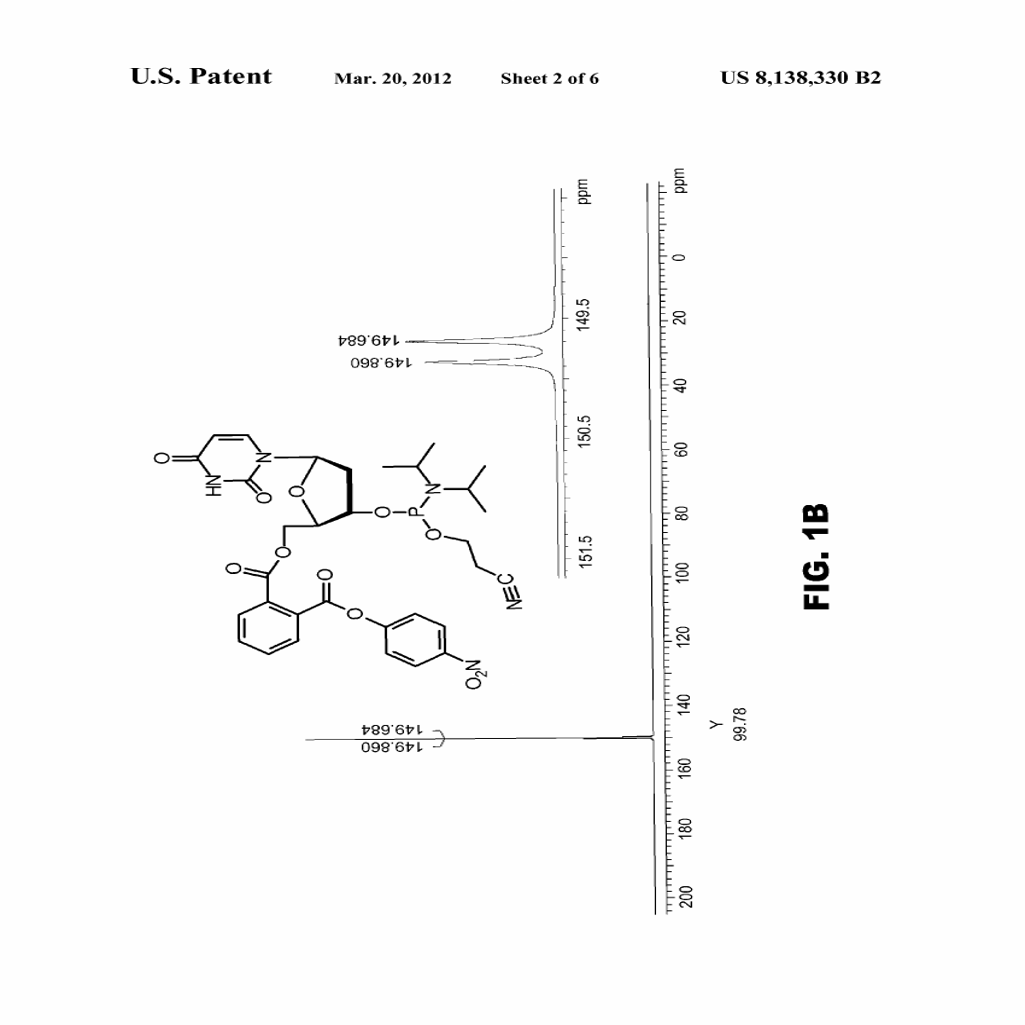 U.S. Patent Mar. 20, 2012 Sheet 2 of 6 US 8,138,330 B2
O
HN
N
O
O
O
O
O
O
O
O₂N
O
P
N
O
N≡C
149.860
149.684
151.5 150.5 149.5 ppm
149.860
149.684
200 180 160 140 120 100 80 60 40 20 0 ppm
Y
99.78
FIG. 1B